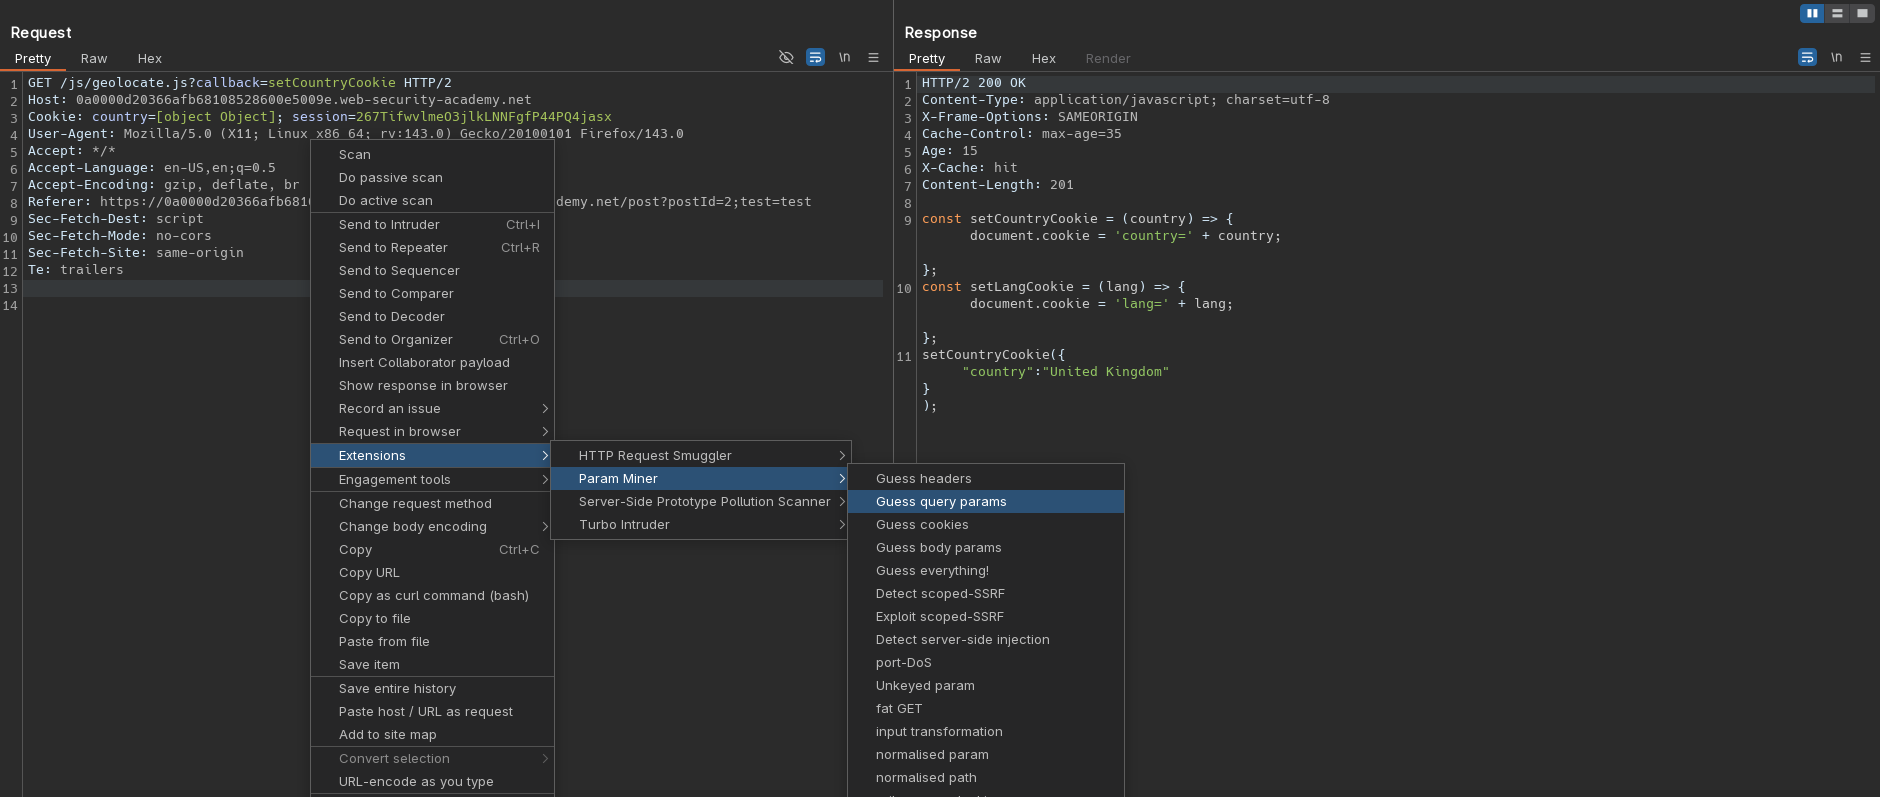 Request
Pretty Raw Hex
\n
1 GET /js/geolocate.js?callback=setCountryCookie HTTP/2
2 Host: 0a0000d20366afb68108528600e5009e.web-security-academy.net
3 Cookie: country=[object Object]; session=267TifwvlmeO3jlkLNNFgfP44PQ4jasx
4 User-Agent: Mozilla/5.0 (X11; Linux x86_64; rv:143.0) Gecko/20100101 Firefox/143.0
5 Accept: */*
6 Accept-Language: en-US,en;q=0.5
7 Accept-Encoding: gzip, deflate, br
8 Referer: https://0a0000d20366afb681 demy.net/post?postId=2;test=test
9 Sec-Fetch-Dest: script
10 Sec-Fetch-Mode: no-cors
11 Sec-Fetch-Site: same-origin
12 Te: trailers
13
14
Scan
Do passive scan
Do active scan
Send to Intruder Ctrl+I
Send to Repeater Ctrl+R
Send to Sequencer
Send to Comparer
Send to Decoder
Send to Organizer Ctrl+O
Insert Collaborator payload
Show response in browser
Record an issue
Request in browser
Extensions
Engagement tools
Change request method
Change body encoding
Copy Ctrl+C
Copy URL
Copy as curl command (bash)
Copy to file
Paste from file
Save item
Save entire history
Paste host / URL as request
Add to site map
Convert selection
URL-encode as you type
HTTP Request Smuggler
Param Miner
Server-Side Prototype Pollution Scanner
Turbo Intruder
Guess headers
Guess query params
Guess cookies
Guess body params
Guess everything!
Detect scoped-SSRF
Exploit scoped-SSRF
Detect server-side injection
port-DoS
Unkeyed param
fat GET
input transformation
normalised param
normalised path
Response
Pretty Raw Hex Render
\n
1 HTTP/2 200 OK
2 Content-Type: application/javascript; charset=utf-8
3 X-Frame-Options: SAMEORIGIN
4 Cache-Control: max-age=35
5 Age: 15
6 X-Cache: hit
7 Content-Length: 201
8
9 const setCountryCookie = (country) => {
document.cookie = 'country=' + country;
};
10 const setLangCookie = (lang) => {
document.cookie = 'lang=' + lang;
};
11 setCountryCookie({
"country":"United Kingdom"
}
);